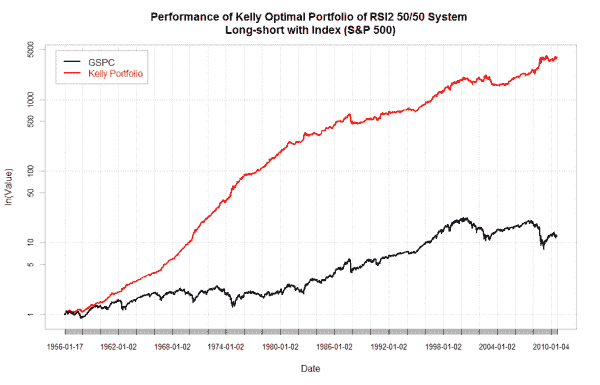 Performance of Kelly Optimal Portfolio of RSI2 50/50 System
Long-short with Index (S&P 500)
GSPC
Kelly Portfolio
ln(Value)
5000
1000
500
100
50
10
5
1
1956-01-17 1962-01-02 1968-01-02 1974-01-02 1980-01-02 1986-01-02 1992-01-02 1998-01-02 2004-01-02 2010-01-04
Date